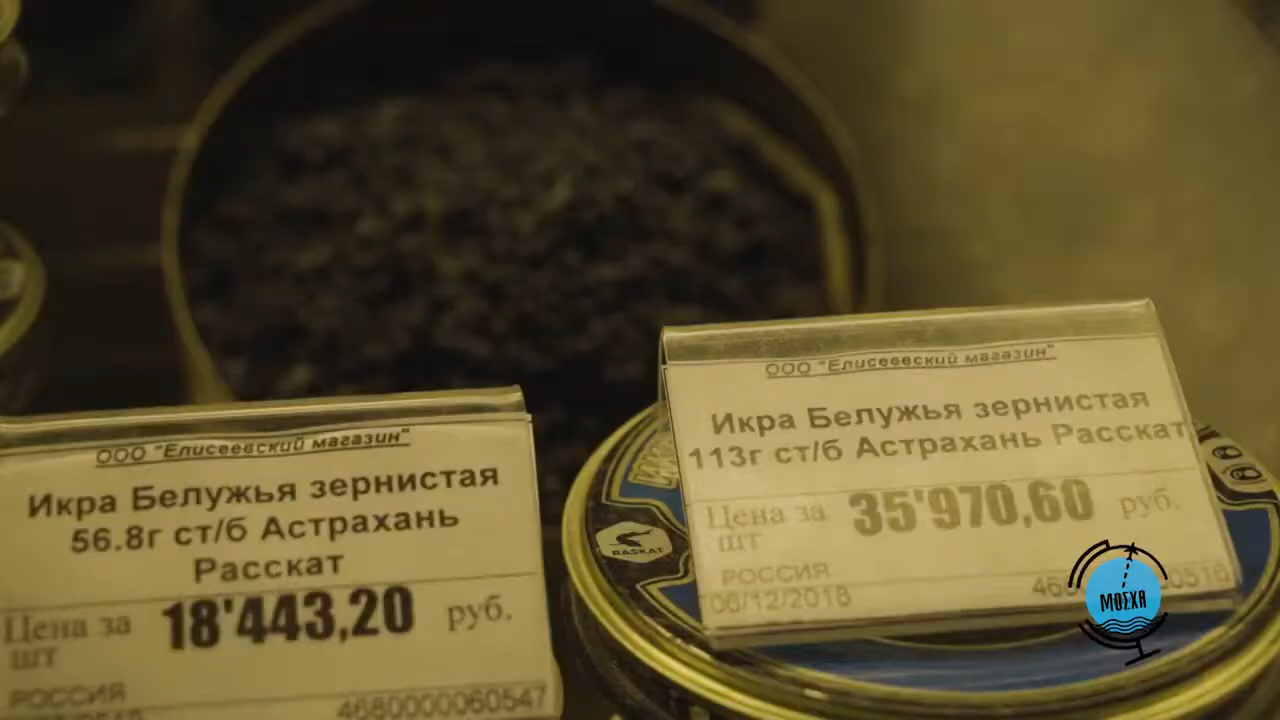 ООО "Елисеевский магазин"
Икра Белужья зернистая
56.8г ст/б Астрахань
Расскат
Цена за
шт
18'443,20 руб.
РОССИЯ
4680000060547
ООО "Елисеевский магазин"
Икра Белужья зернистая
113г ст/б Астрахань Расскат
Цена за
шт
35'970,60 руб.
РОССИЯ
06/12/2018
RASKAT
МОЕХА